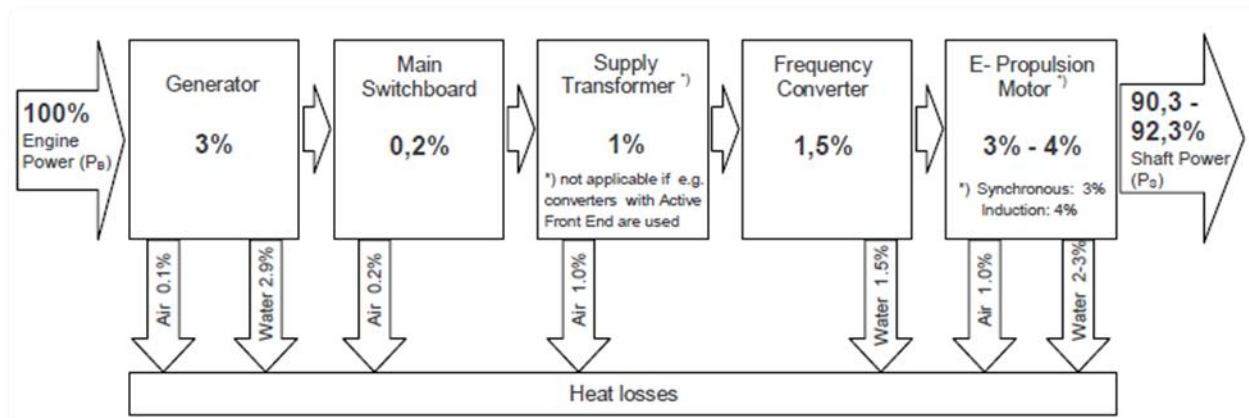 100%
Engine
Power (P_B)
Generator
3%
Main
Switchboard
0,2%
Supply
Transformer *)
1%
*) not applicable if e.g.
converters with Active
Front End are used
Frequency
Converter
1,5%
E- Propulsion
Motor *)
3% - 4%
*) Synchronous: 3%
Induction: 4%
90,3 -
92,3%
Shaft Power
(P_S)
Air 0.1%
Water 2.9%
Air 0.2%
Air 1.0%
Water 1.5%
Air 1.0%
Water 2-3%
Heat losses